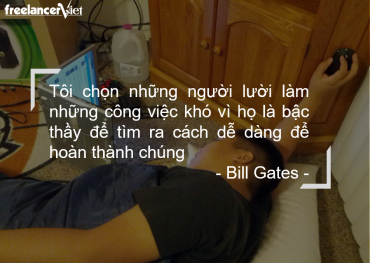 freelancerViet
Tôi chọn những người lười làm
những công việc khó vì họ là bậc
thầy để tìm ra cách dễ dàng để
hoàn thành chúng
- Bill Gates -